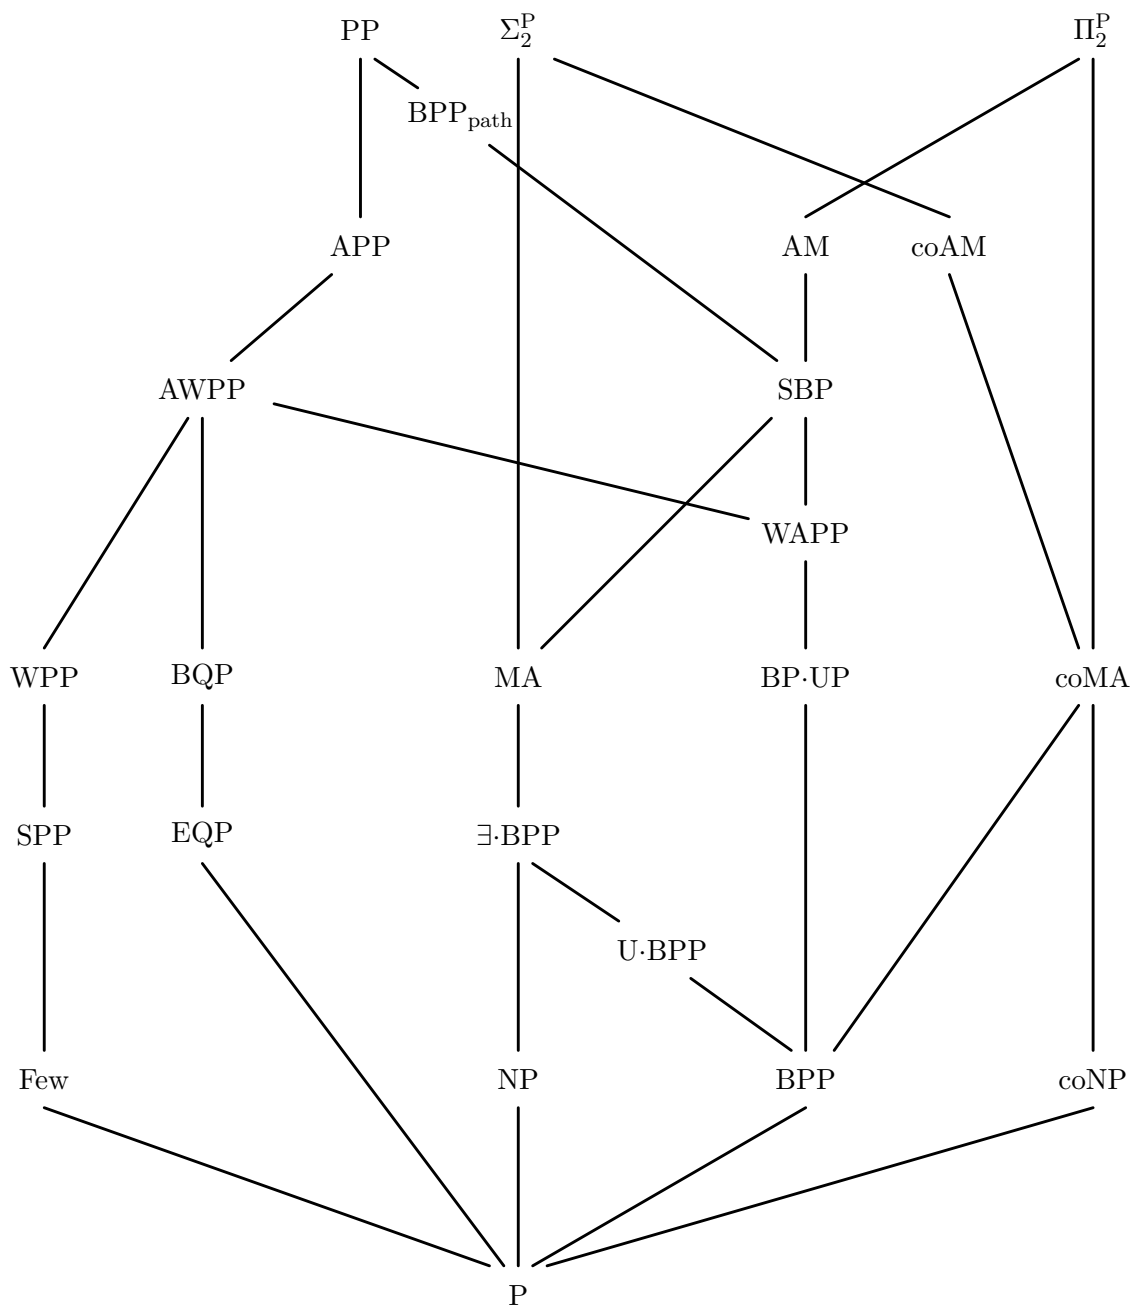 PP Σ₂ᴾ Π₂ᴾ
BPP_path
APP AM coAM
AWPP SBP
WAPP
WPP BQP MA BP·UP coMA
SPP EQP ∃·BPP
U·BPP
Few NP BPP coNP
P